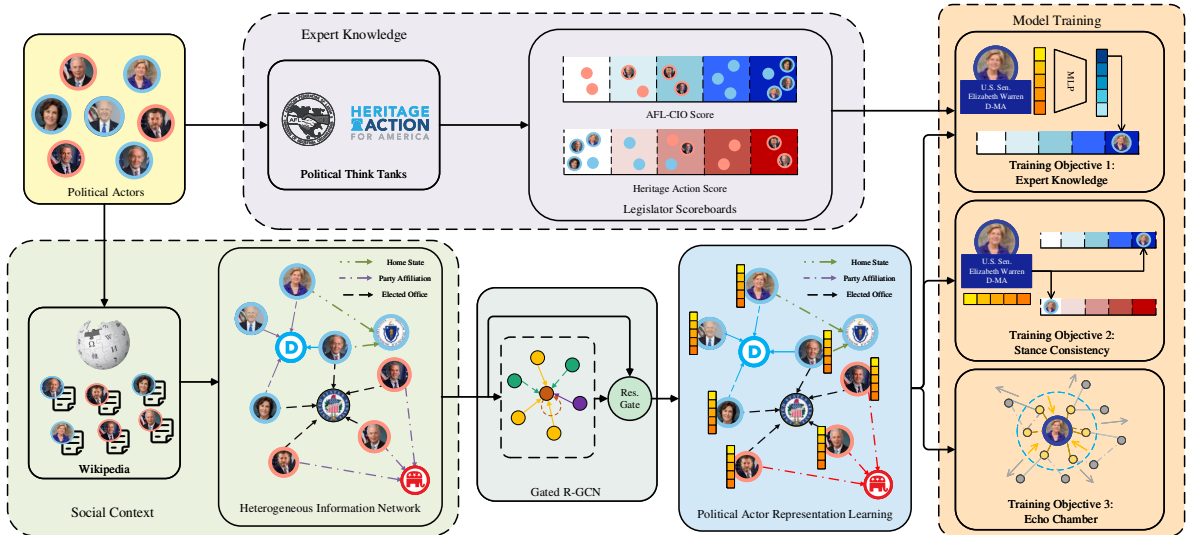 Political Actors
Expert Knowledge
HERITAGE
ACTION
FOR AMERICA
Political Think Tanks
AFL-CIO Score
Heritage Action Score
Legislator Scoreboards
Model Training
U.S. Sen.
Elizabeth Warren
D-MA
MLP
Training Objective 1:
Expert Knowledge
U.S. Sen.
Elizabeth Warren
D-MA
Training Objective 2:
Stance Consistency
Training Objective 3:
Echo Chamber
Wikipedia
Social Context
Home State
Party Affiliation
Elected Office
D
Heterogeneous Information Network
Res.
Gate
Gated R-GCN
Home State
Party Affiliation
Elected Office
D
Political Actor Representation Learning